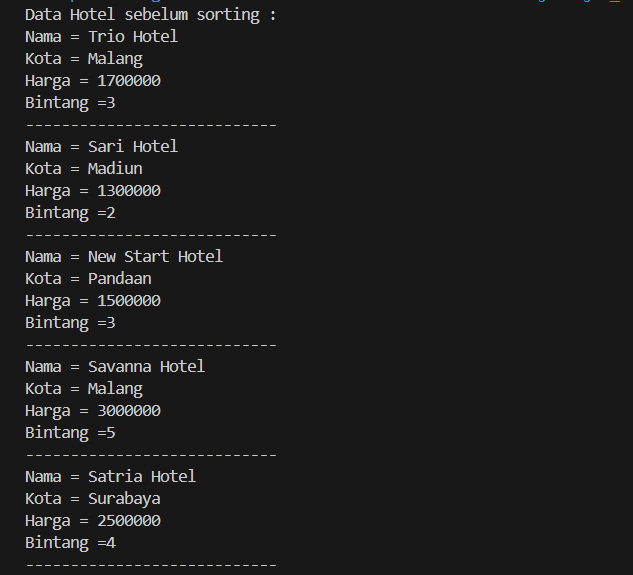 Data Hotel sebelum sorting :
Nama = Trio Hotel
Kota = Malang
Harga = 1700000
Bintang =3
----------------------------
Nama = Sari Hotel
Kota = Madiun
Harga = 1300000
Bintang =2
----------------------------
Nama = New Start Hotel
Kota = Pandaan
Harga = 1500000
Bintang =3
----------------------------
Nama = Savanna Hotel
Kota = Malang
Harga = 3000000
Bintang =5
----------------------------
Nama = Satria Hotel
Kota = Surabaya
Harga = 2500000
Bintang =4
----------------------------